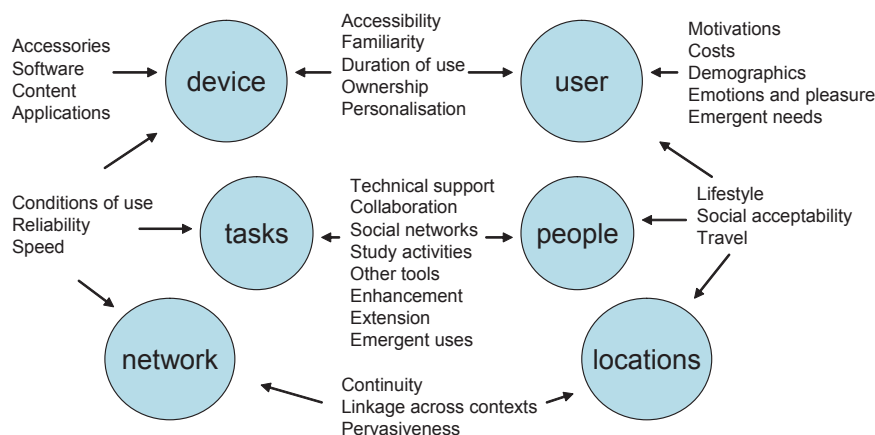 Accessories
Software
Content
Applications
device
Accessibility
Familiarity
Duration of use
Ownership
Personalisation
user
Motivations
Costs
Demographics
Emotions and pleasure
Emergent needs
Conditions of use
Reliability
Speed
tasks
Technical support
Collaboration
Social networks
Study activities
Other tools
Enhancement
Extension
Emergent uses
people
Lifestyle
Social acceptability
Travel
network
Continuity
Linkage across contexts
Pervasiveness
locations